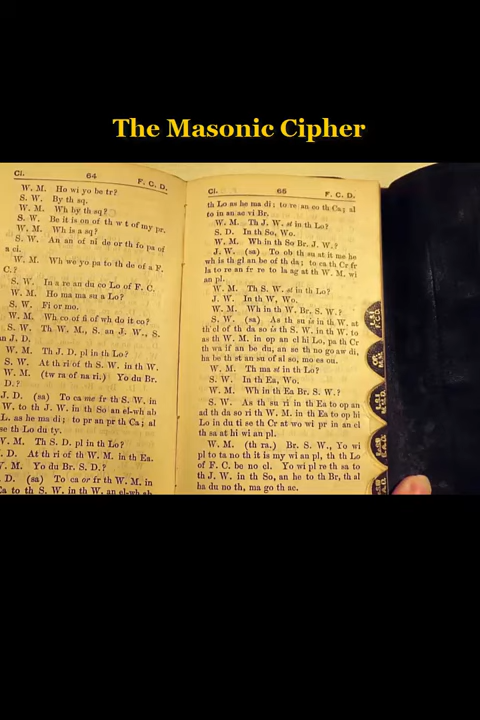 The Masonic Cipher
Ci. 64 F. C. D.
W. M. Ho wi yo be tr?
S. W. By th sq.
W. M. Wh by th sq?
S. W. Be it is on of th w t of my pr.
W. M. Wh is a sq?
S. W. An an of ni de or th fo pa of
a ci.
W. M. Wh we yo pa to th de of a F.
C.?
S. W. In a re an du co Lo of F. C.
W. M. Ho ma ma su a Lo?
S. W. Fi or mo.
W. M. Wh co of fi of wh do it co?
S. W. Th W. M., S. an J. W., S.
an J. D.
W. M. Th J. D. pl in th Lo?
S. W. At th ri of th S. W. in th W.
W. M. (tw ra of na ri.) Yo du Br.
D.?
J. D. (sa) To ca me fr th S. W. in
W. to th J. W. in th So an el-wh ab
L. as he ma di; to pr an pr th Ca; al
se th Lo du ty.
W. M. Th S. D. pl in th Lo?
D. At th ri of th W. M. in th Ea.
W. M. Yo du Br. S. D.?
D. (sa) To ca or fr th W. M. in
Ea to th S. W. in th W. an el-wh ab
Ci. 66 F. C. D.
th Lo as he ma di; to re an co th Ca; al
to in an ac vi Br.
W. M. Th J. W. st in th Lo?
S. D. In th So, Wo.
W. M. Wh in th So Br. J. W.?
J. W. (sa) To ob th su at it me he
wh is th gl an be of th da; to ca th Cr fr
la to re an fr re to la ag at th W. M. wi
an pl.
W. M. Th S. W. st in th Lo?
J. W. In th W, Wo.
W. M. Wh in th W Br. S. W.?
S. W. (sa) As th su is in th W. at
th cl of th da so is th S. W. in th W. to
as th W. M. in op an cl hi Lo, pa th Cr
th wa if an be du, an se th no go aw di,
ha be th st an su of al so, mo es ou.
W. M. Th ma st in th Lo?
S. W. In th Ea, Wo.
W. M. Wh in th Ea Br. S. W.?
S. W. As th su ri in th Ea to op an
ad th da so ri th W. M. in th Ea to op hi
Lo in du ti se th Cr at wo wi pr in an el
th sa at hi wi an pl.
W. M. (th ra.) Br. S. W., Yo wi
pl to ta no th it is my wi an pl, th th Lo
of F. C. be no cl. Yo wi pl re th sa to
th J. W. in th So, an he to th Br, th al
ha du no th, ma go th ac.